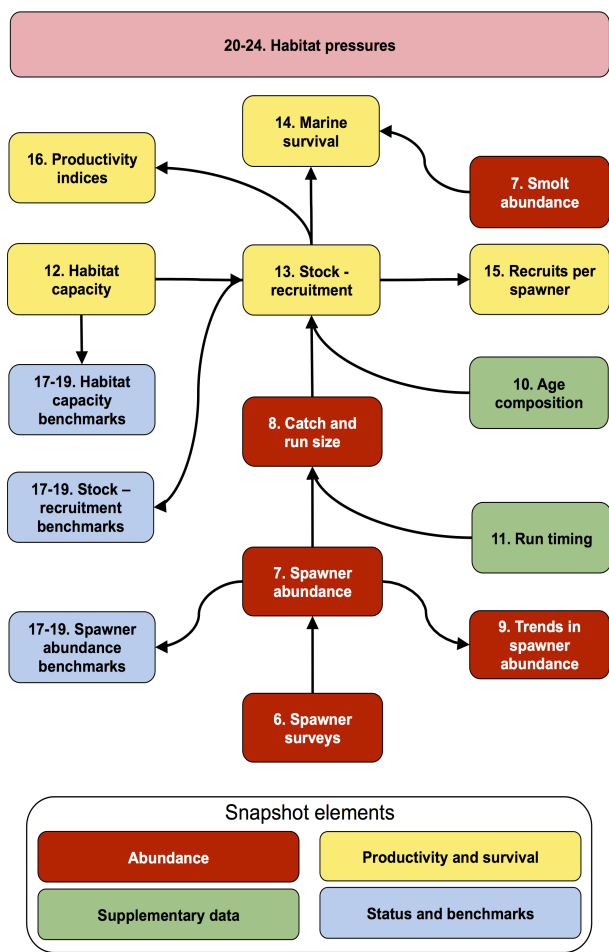 20-24. Habitat pressures
14. Marine
survival
16. Productivity
indices
7. Smolt
abundance
12. Habitat
capacity
13. Stock -
recruitment
15. Recruits per
spawner
17-19. Habitat
capacity
benchmarks
10. Age
composition
8. Catch and
run size
17-19. Stock –
recruitment
benchmarks
11. Run timing
7. Spawner
abundance
17-19. Spawner
abundance
benchmarks
9. Trends in
spawner
abundance
6. Spawner
surveys
Snapshot elements
Abundance
Productivity and survival
Supplementary data
Status and benchmarks